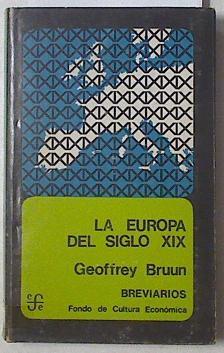 LA EUROPA
DEL SIGLO XIX
Geoffrey Bruun
BREVIARIOS
Fondo de Cultura Económica